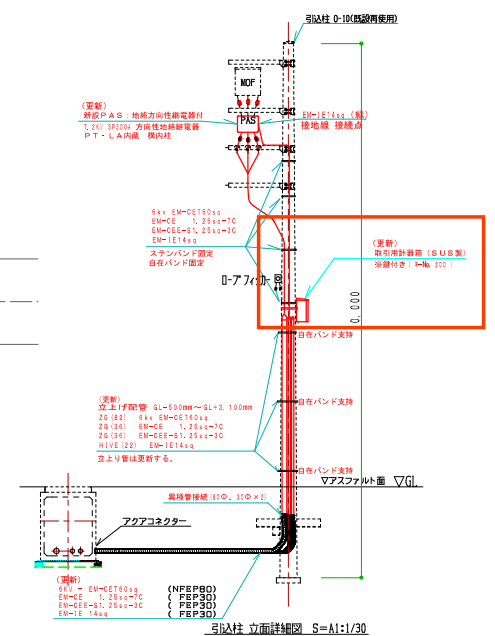 引込柱 0-10(既設再使用)
MOF
(更新)
新設PAS:地絡方向性継電器付
7.2KV 3P300A 方向性地絡継電器
PT・LA内蔵 構内柱
PAS
EM-IE14sq (緑)
接地線 接続点
6kv EM-CET60sq
EM-CE 1.25sq-7C
EM-CEE-S1.25sq-3C
EM-IE14sq
ステンバンド固定
自在バンド固定
(更新)
取引用計器箱(SUS製)
※鍵付き(キーNo.200)
自在バンド支持
自在バンド支持
(更新)
立上げ配管 GL-500mm~GL+3,100mm
ZG(82) 6kv EM-CET60sq
ZG(36) EM-CE 1.25sq-7C
ZG(36) EM-CEE-S1.25sq-3C
HIVE(22) EM-IE14sq
立上り管は更新する。
自在バンド支持
▽アスファルト面 ▽GL
異種管接続(80Φ、30Φ×2)
アクアコネクター
(更新)
6KV - EM-CET60sq (NFEP80)
EM-CE 1.25sq-7C ( FEP30)
EM-CEE-S1.25sq-3C ( FEP30)
EM-IE 14sq ( FEP30)
引込柱 立面詳細図 S=A1:1/30